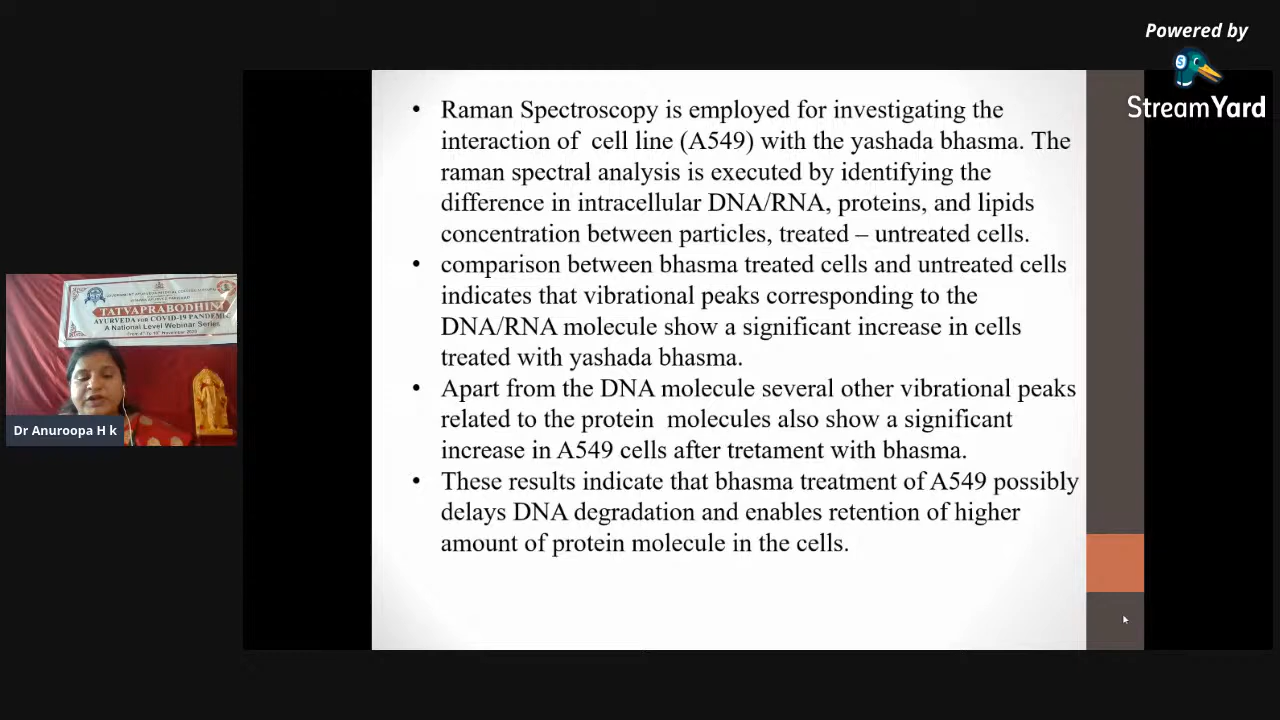 Powered by
StreamYard
• Raman Spectroscopy is employed for investigating the
interaction of cell line (A549) with the yashada bhasma. The
raman spectral analysis is executed by identifying the
difference in intracellular DNA/RNA, proteins, and lipids
concentration between particles, treated – untreated cells.
• comparison between bhasma treated cells and untreated cells
indicates that vibrational peaks corresponding to the
DNA/RNA molecule show a significant increase in cells
treated with yashada bhasma.
• Apart from the DNA molecule several other vibrational peaks
related to the protein molecules also show a significant
increase in A549 cells after tretament with bhasma.
• These results indicate that bhasma treatment of A549 possibly
delays DNA degradation and enables retention of higher
amount of protein molecule in the cells.
TATVAPRABODHINI
AYURVEDA FOR COVID-19 PANDEMIC
A National Level Webinar Series
Dr Anuroopa H k